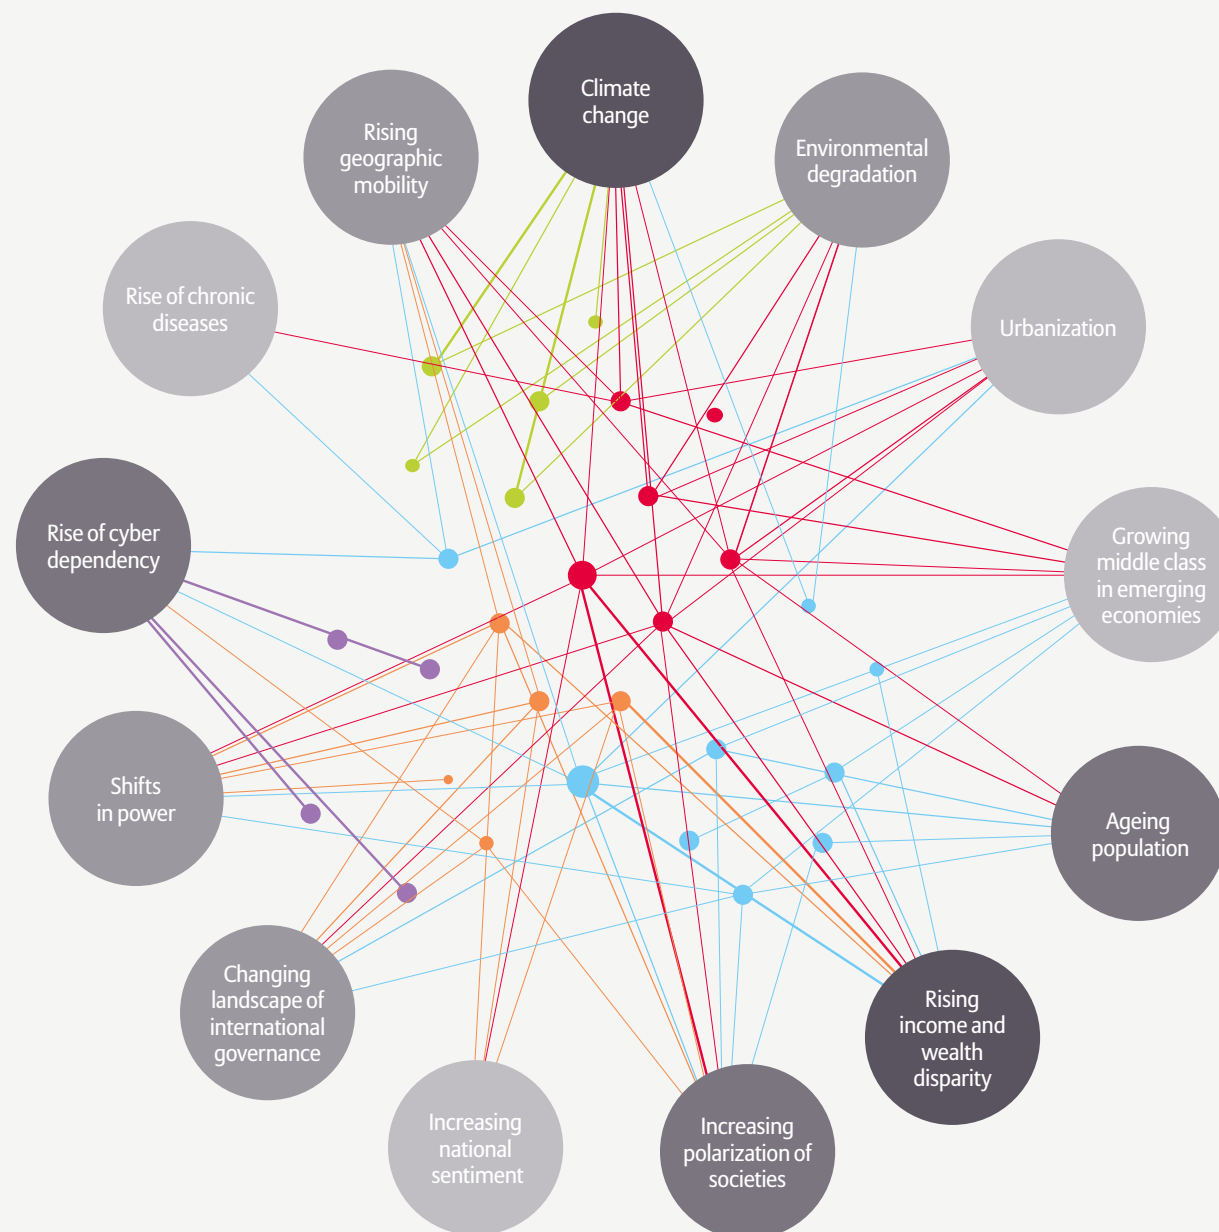 Climate
change
Rising
geographic
mobility
Environmental
degradation
Rise of chronic
diseases
Urbanization
Rise of cyber
dependency
Growing
middle class
in emerging
economies
Shifts
in power
Ageing
population
Changing
landscape of
international
governance
Rising
income and
wealth
disparity
Increasing
national
sentiment
Increasing
polarization of
societies